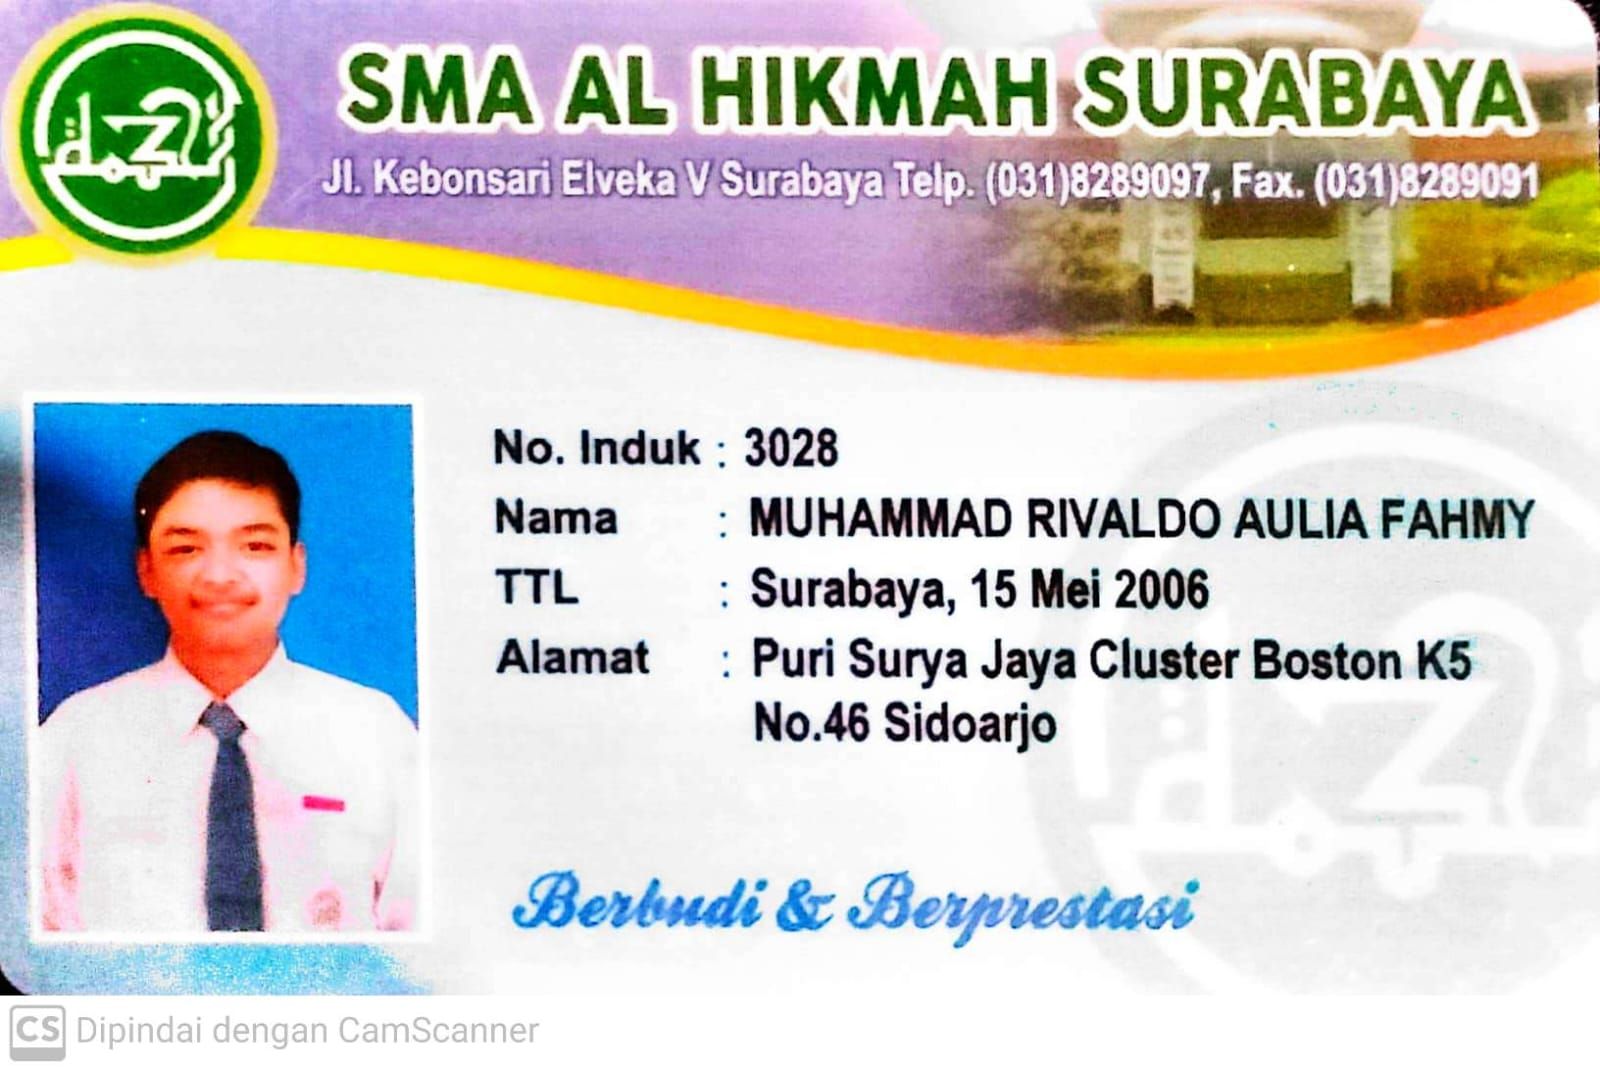 SMA AL HIKMAH SURABAYA
Jl. Kebonsari Elveka V Surabaya Telp. (031)8289097, Fax. (031)8289091
No. Induk : 3028
Nama : MUHAMMAD RIVALDO AULIA FAHMY
TTL : Surabaya, 15 Mei 2006
Alamat : Puri Surya Jaya Cluster Boston K5
No.46 Sidoarjo
Berbudi & Berprestasi
CS Dipindai dengan CamScanner